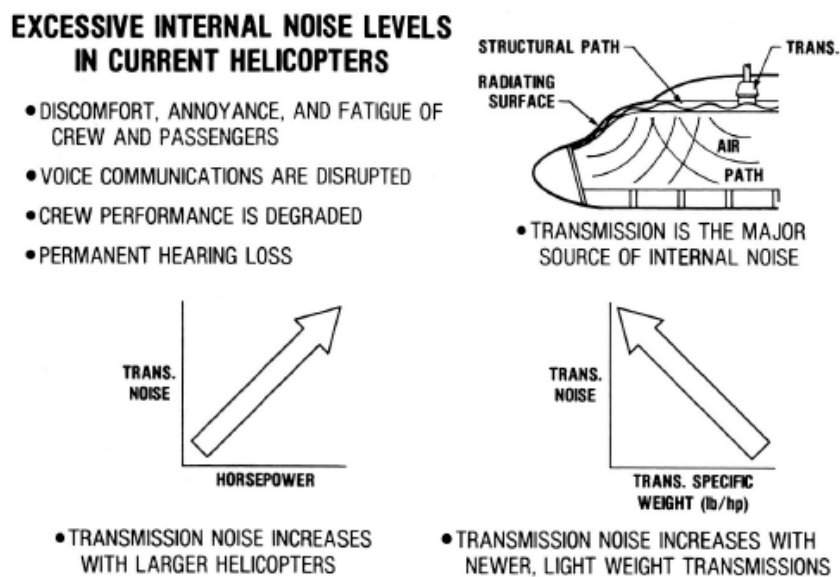 EXCESSIVE INTERNAL NOISE LEVELS
IN CURRENT HELICOPTERS
• DISCOMFORT, ANNOYANCE, AND FATIGUE OF
CREW AND PASSENGERS
• VOICE COMMUNICATIONS ARE DISRUPTED
• CREW PERFORMANCE IS DEGRADED
• PERMANENT HEARING LOSS
STRUCTURAL PATH
TRANS.
RADIATING
SURFACE
AIR
PATH
• TRANSMISSION IS THE MAJOR
SOURCE OF INTERNAL NOISE
TRANS.
NOISE
HORSEPOWER
• TRANSMISSION NOISE INCREASES
WITH LARGER HELICOPTERS
TRANS.
NOISE
TRANS. SPECIFIC
WEIGHT (lb/hp)
• TRANSMISSION NOISE INCREASES WITH
NEWER, LIGHT WEIGHT TRANSMISSIONS